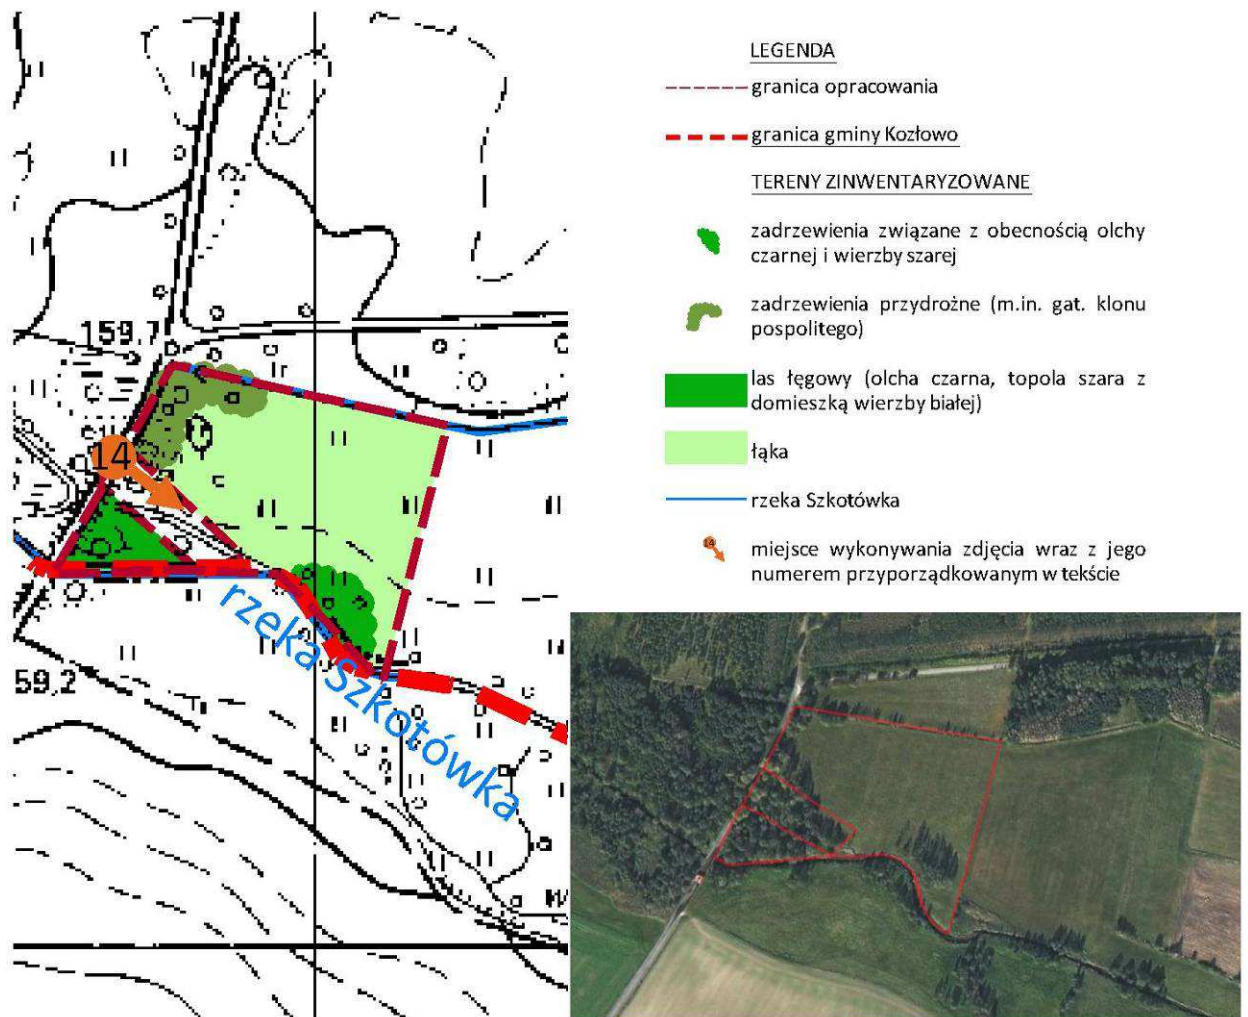 159.7
14
59.2
rzeka Szkotówka
LEGENDA
granica opracowania
granica gminy Kozłowo
TERENY ZINWENTARYZOWANE
zadrzewienia związane z obecnością olchy
czarnej i wierzby szarej
zadrzewienia przydrożne (m.in. gat. klonu
pospolitego)
las łęgowy (olcha czarna, topola szara z
domieszką wierzby białej)
łąka
rzeka Szkotówka
14
miejsce wykonywania zdjęcia wraz z jego
numerem przyporządkowanym w tekście